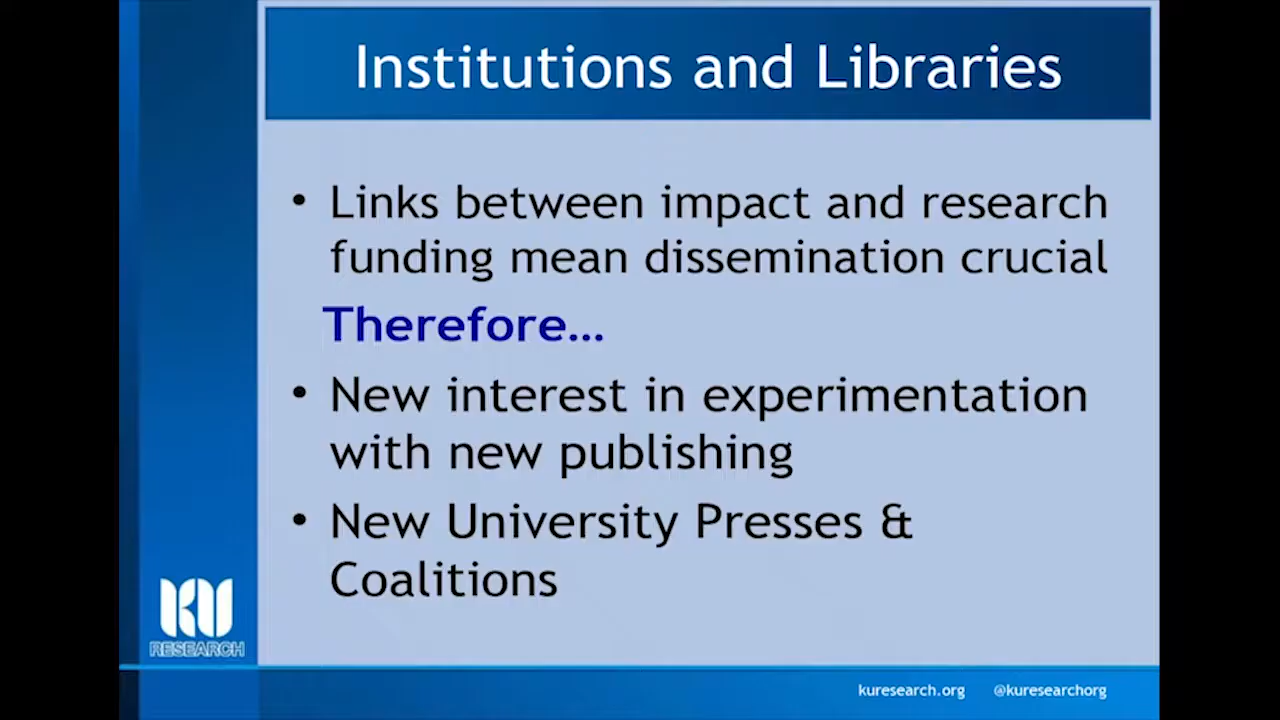 Institutions and Libraries
• Links between impact and research
funding mean dissemination crucial
Therefore...
• New interest in experimentation
with new publishing
• New University Presses &
Coalitions
KU
RESEARCH
kuresearch.org @kuresearchorg